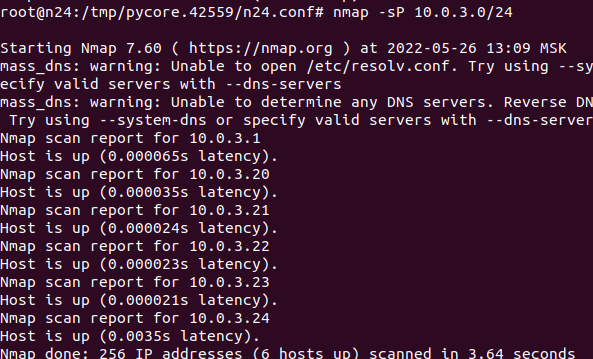 root@n24:/tmp/pycore.42559/n24.conf# nmap -sP 10.0.3.0/24
Starting Nmap 7.60 ( https://nmap.org ) at 2022-05-26 13:09 MSK
mass_dns: warning: Unable to open /etc/resolv.conf. Try using --sy
ecify valid servers with --dns-servers
mass_dns: warning: Unable to determine any DNS servers. Reverse DN
Try using --system-dns or specify valid servers with --dns-server
Nmap scan report for 10.0.3.1
Host is up (0.000065s latency).
Nmap scan report for 10.0.3.20
Host is up (0.000035s latency).
Nmap scan report for 10.0.3.21
Host is up (0.000024s latency).
Nmap scan report for 10.0.3.22
Host is up (0.000023s latency).
Nmap scan report for 10.0.3.23
Host is up (0.000021s latency).
Nmap scan report for 10.0.3.24
Host is up (0.0035s latency).
Nmap done: 256 IP addresses (6 hosts up) scanned in 3.64 seconds